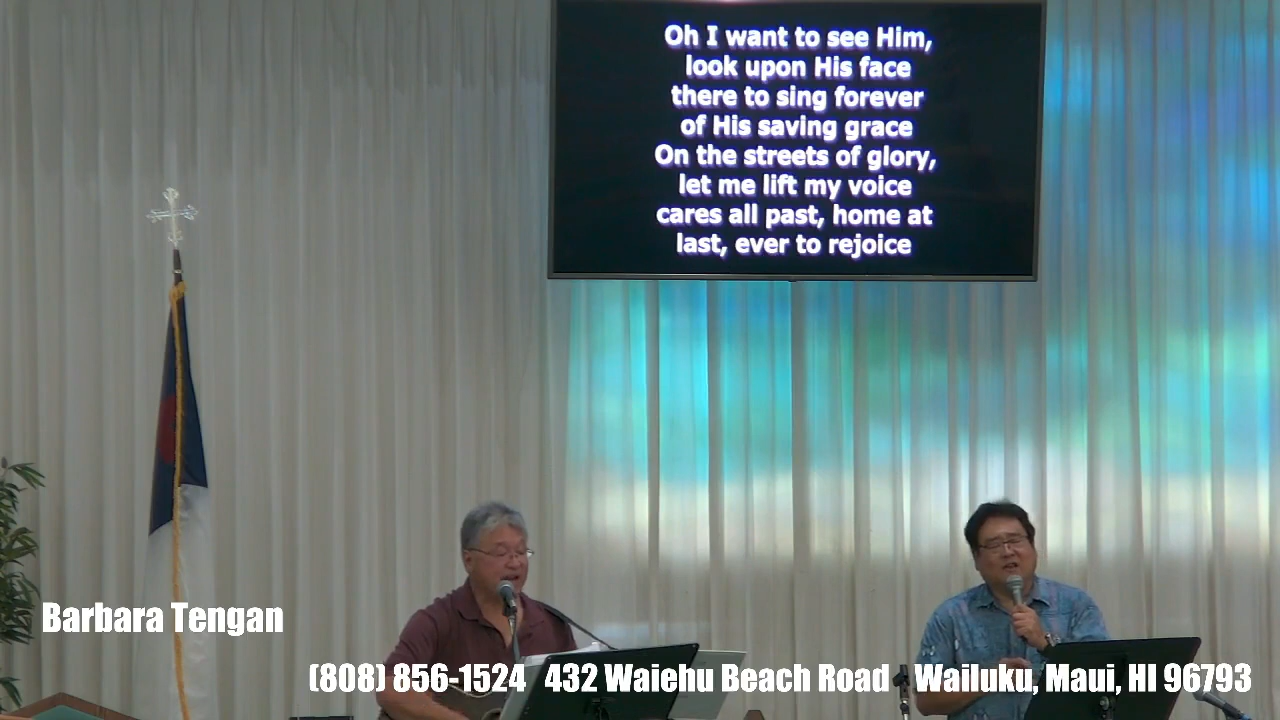 Oh I want to see Him,
look upon His face
there to sing forever
of His saving grace
On the streets of glory,
let me lift my voice
cares all past, home at
last, ever to rejoice
Barbara Tengan
(808) 856-1524 432 Waiehu Beach Road Wailuku, Maui, HI 96793